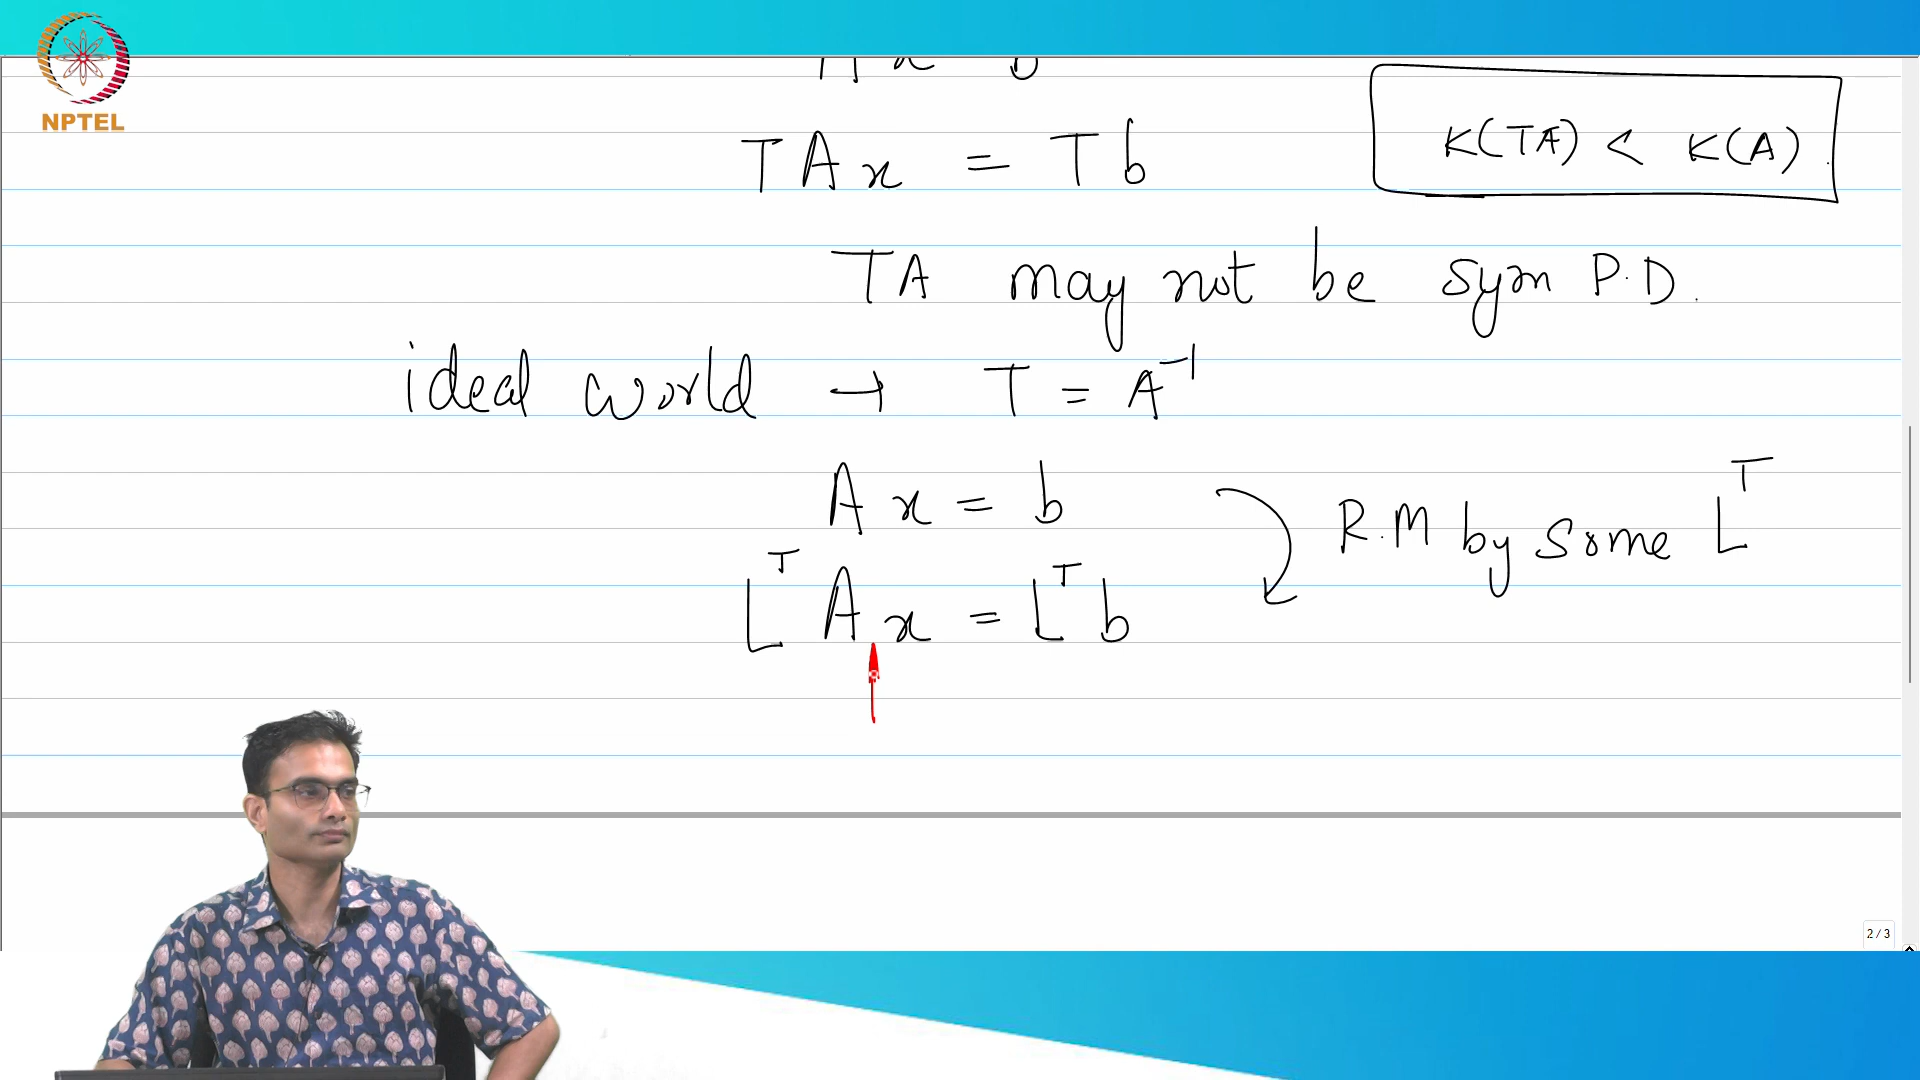 NPTEL
TAx = Tb
K(TA) < K(A).
TA may not be sym P.D.
ideal world → T = A⁻¹
Ax = b
R.M by some Lᵀ
LᵀAx = Lᵀb
2/3